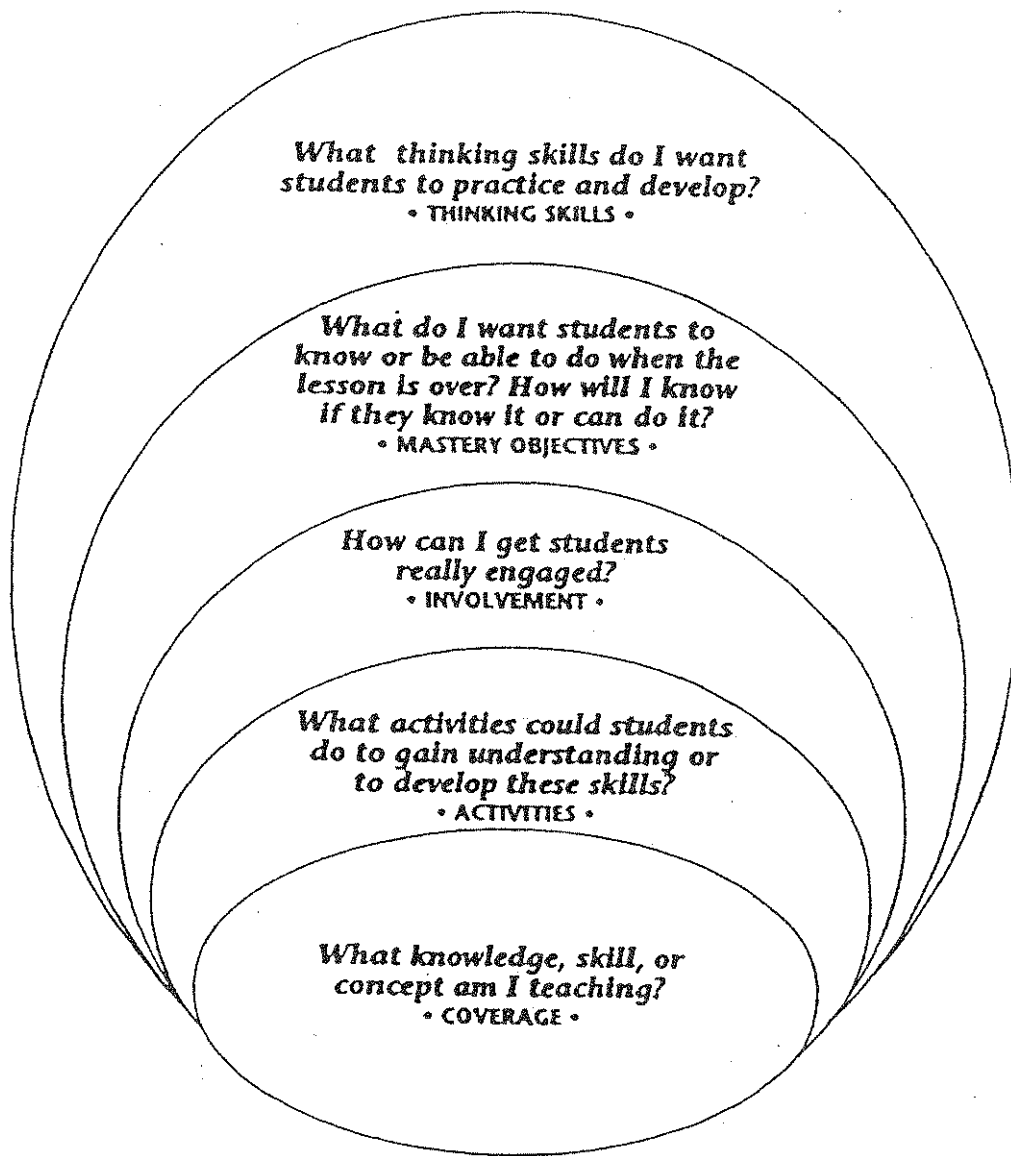 What thinking skills do I want
students to practice and develop?
• THINKING SKILLS •
What do I want students to
know or be able to do when the
lesson is over? How will I know
if they know it or can do it?
• MASTERY OBJECTIVES •
How can I get students
really engaged?
• INVOLVEMENT •
What activities could students
do to gain understanding or
to develop these skills?
• ACTIVITIES •
What knowledge, skill, or
concept am I teaching?
• COVERAGE •